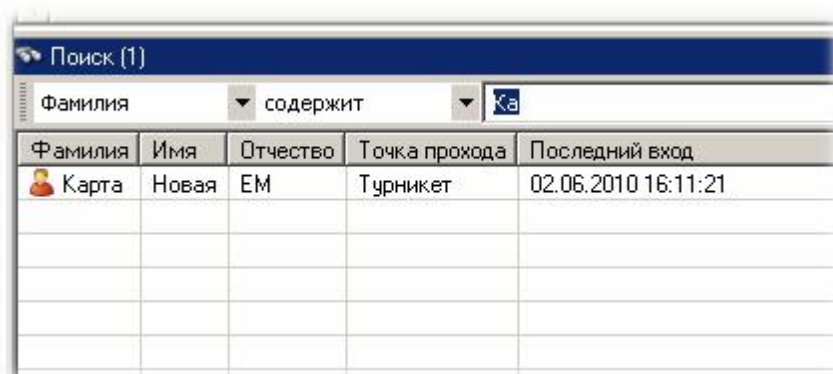 Поиск (1)
Фамилия содержит Ка
Фамилия Имя Отчество Точка прохода Последний вход
Карта Новая EM Турникет 02.06.2010 16:11:21